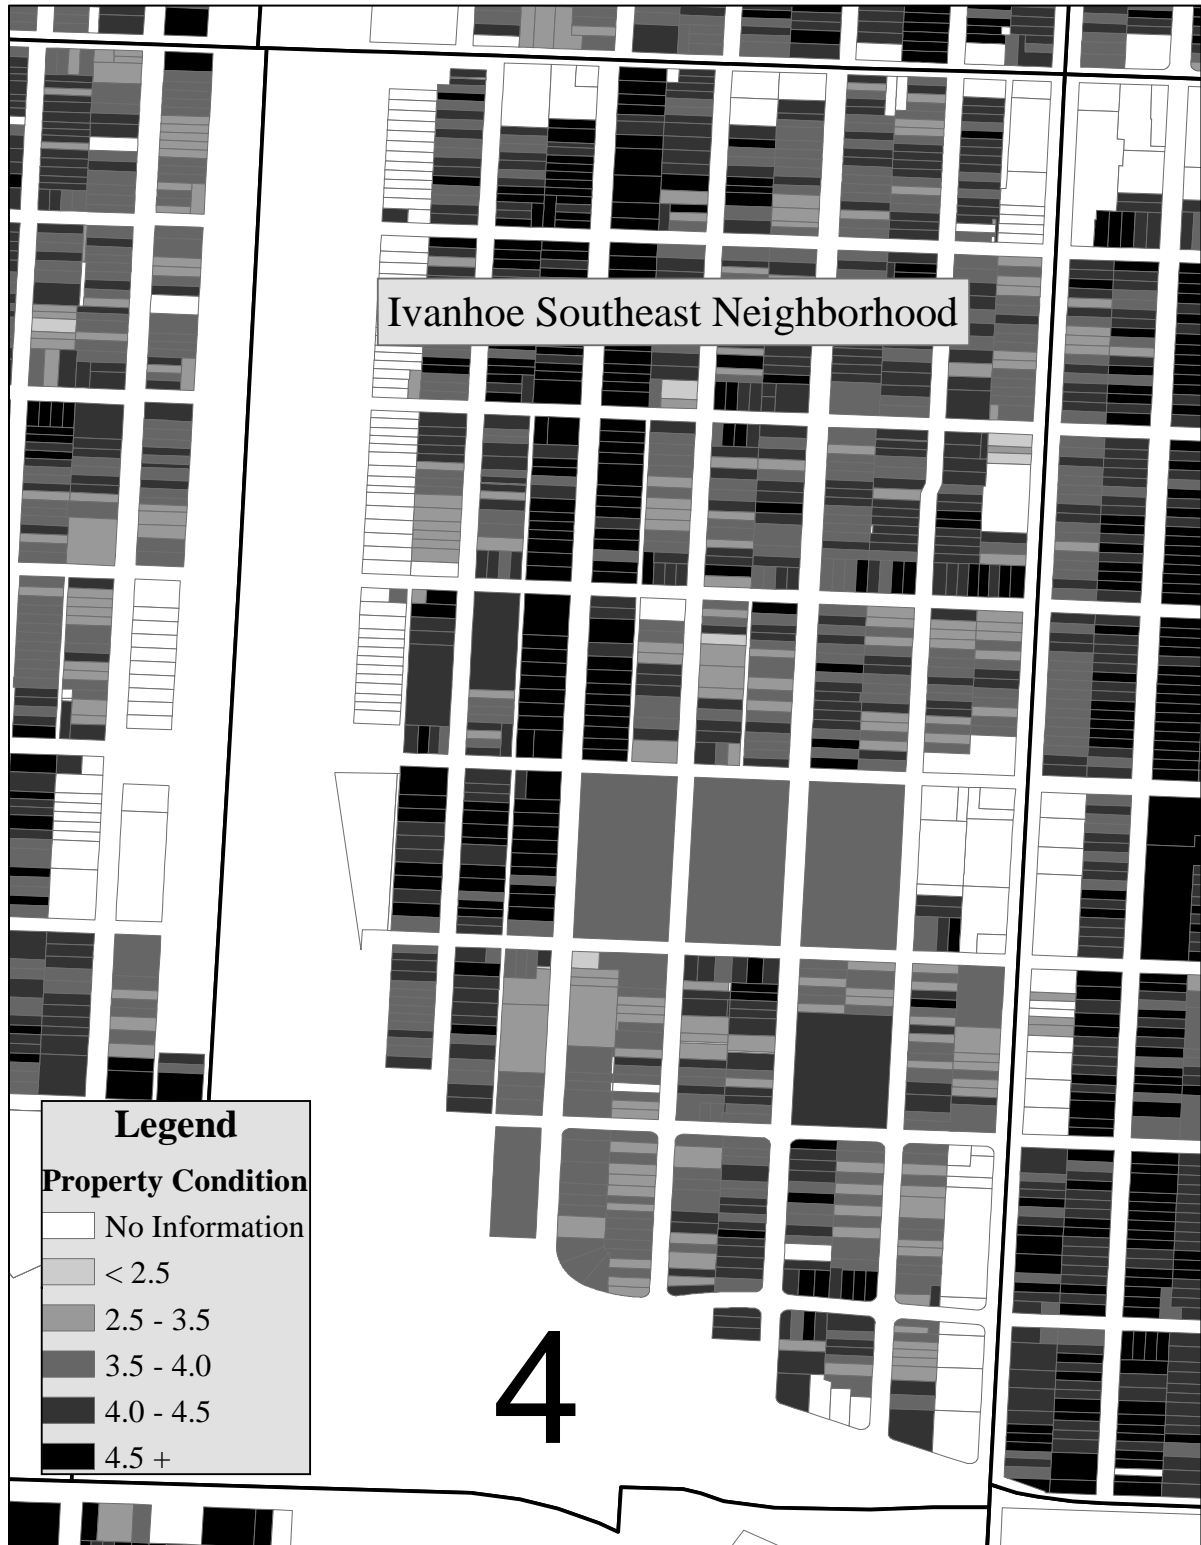 Ivanhoe Southeast Neighborhood
Legend
Property Condition
No Information
< 2.5
2.5 - 3.5
3.5 - 4.0
4.0 - 4.5
4.5 +
4